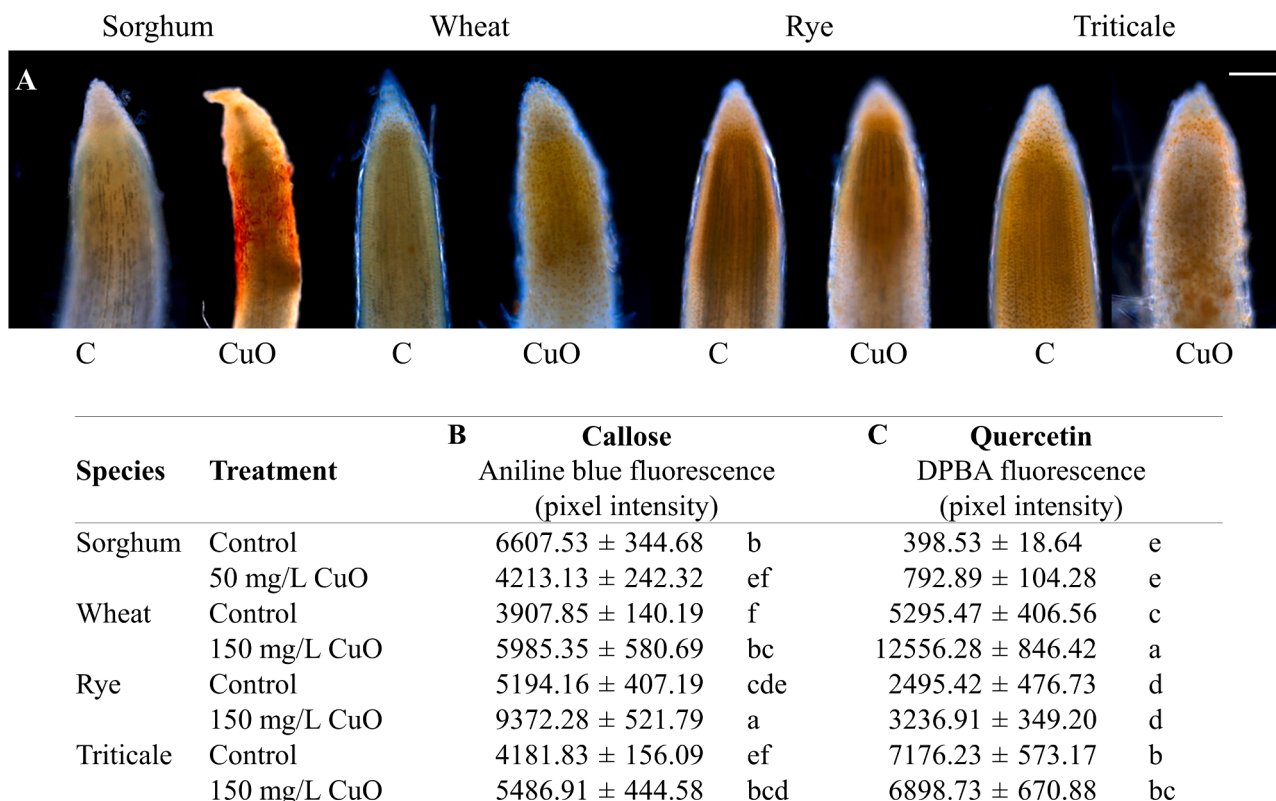 Sorghum Wheat Rye Triticale
A
C CuO C CuO C CuO C CuO
B Callose C Quercetin
Species Treatment Aniline blue fluorescence DPBA fluorescence
(pixel intensity) (pixel intensity)
Sorghum Control 6607.53 ± 344.68 b 398.53 ± 18.64 e
50 mg/L CuO 4213.13 ± 242.32 ef 792.89 ± 104.28 e
Wheat Control 3907.85 ± 140.19 f 5295.47 ± 406.56 c
150 mg/L CuO 5985.35 ± 580.69 bc 12556.28 ± 846.42 a
Rye Control 5194.16 ± 407.19 cde 2495.42 ± 476.73 d
150 mg/L CuO 9372.28 ± 521.79 a 3236.91 ± 349.20 d
Triticale Control 4181.83 ± 156.09 ef 7176.23 ± 573.17 b
150 mg/L CuO 5486.91 ± 444.58 bcd 6898.73 ± 670.88 bc